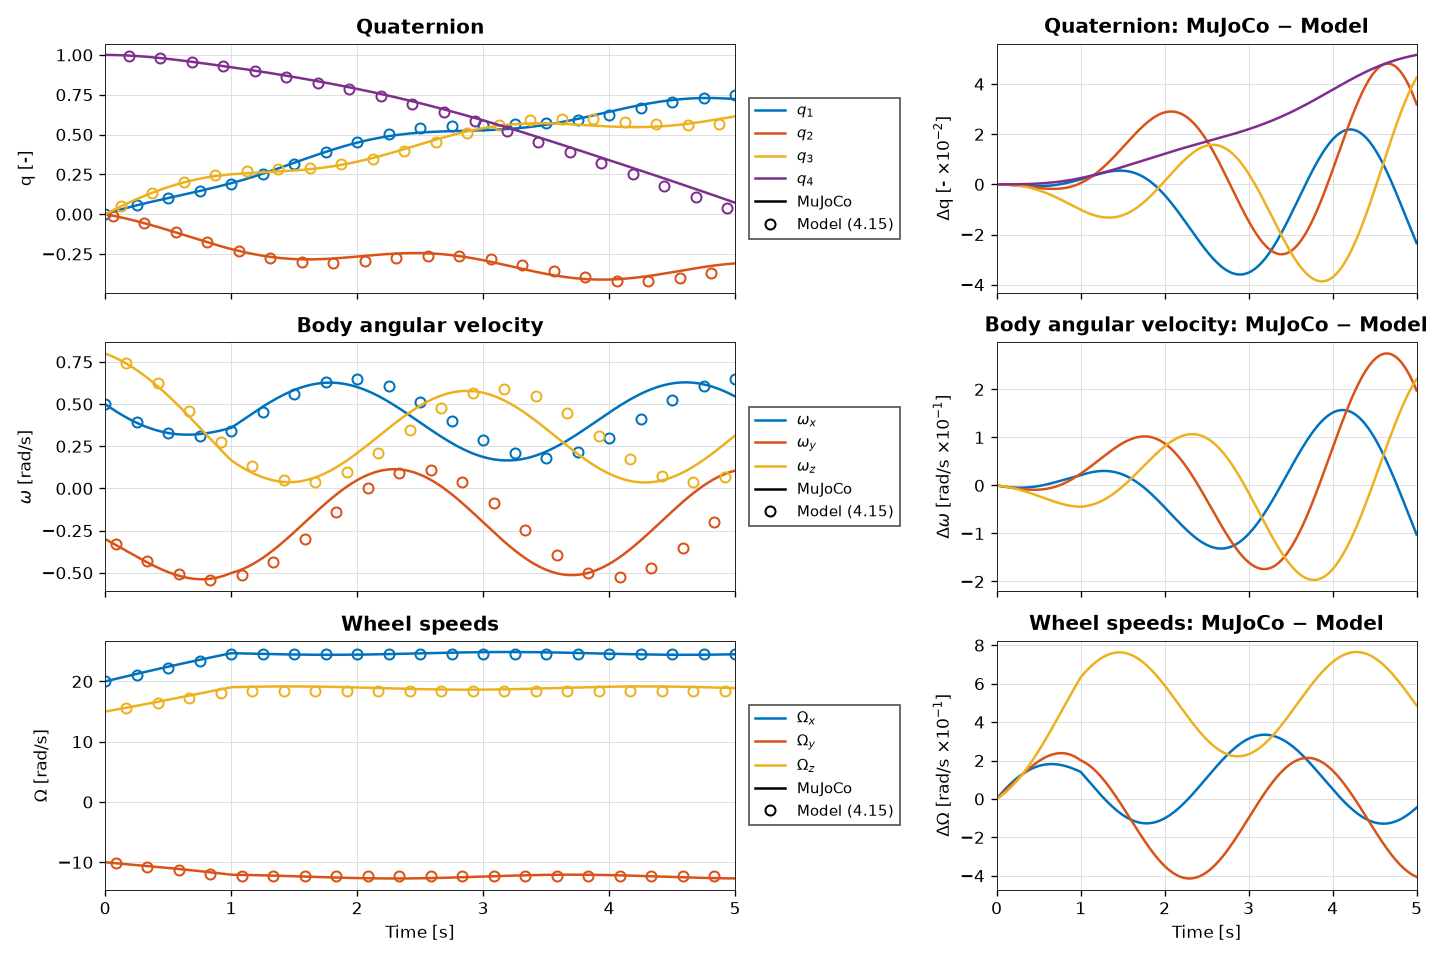 Quaternion
q [-]
1.00
0.75
0.50
0.25
0.00
−0.25
q₁
q₂
q₃
q₄
MuJoCo
Model (4.15)
Quaternion: MuJoCo − Model
Δq [- ×10⁻²]
4
2
0
−2
−4
Body angular velocity
ω [rad/s]
0.75
0.50
0.25
0.00
−0.25
−0.50
ωₓ
ω_y
ω_z
MuJoCo
Model (4.15)
Body angular velocity: MuJoCo − Model
Δω [rad/s ×10⁻¹]
2
1
0
−1
−2
Wheel speeds
Ω [rad/s]
20
10
0
−10
0 1 2 3 4 5
Time [s]
Ωₓ
Ω_y
Ω_z
MuJoCo
Model (4.15)
Wheel speeds: MuJoCo − Model
ΔΩ [rad/s ×10⁻¹]
8
6
4
2
0
−2
−4
0 1 2 3 4 5
Time [s]